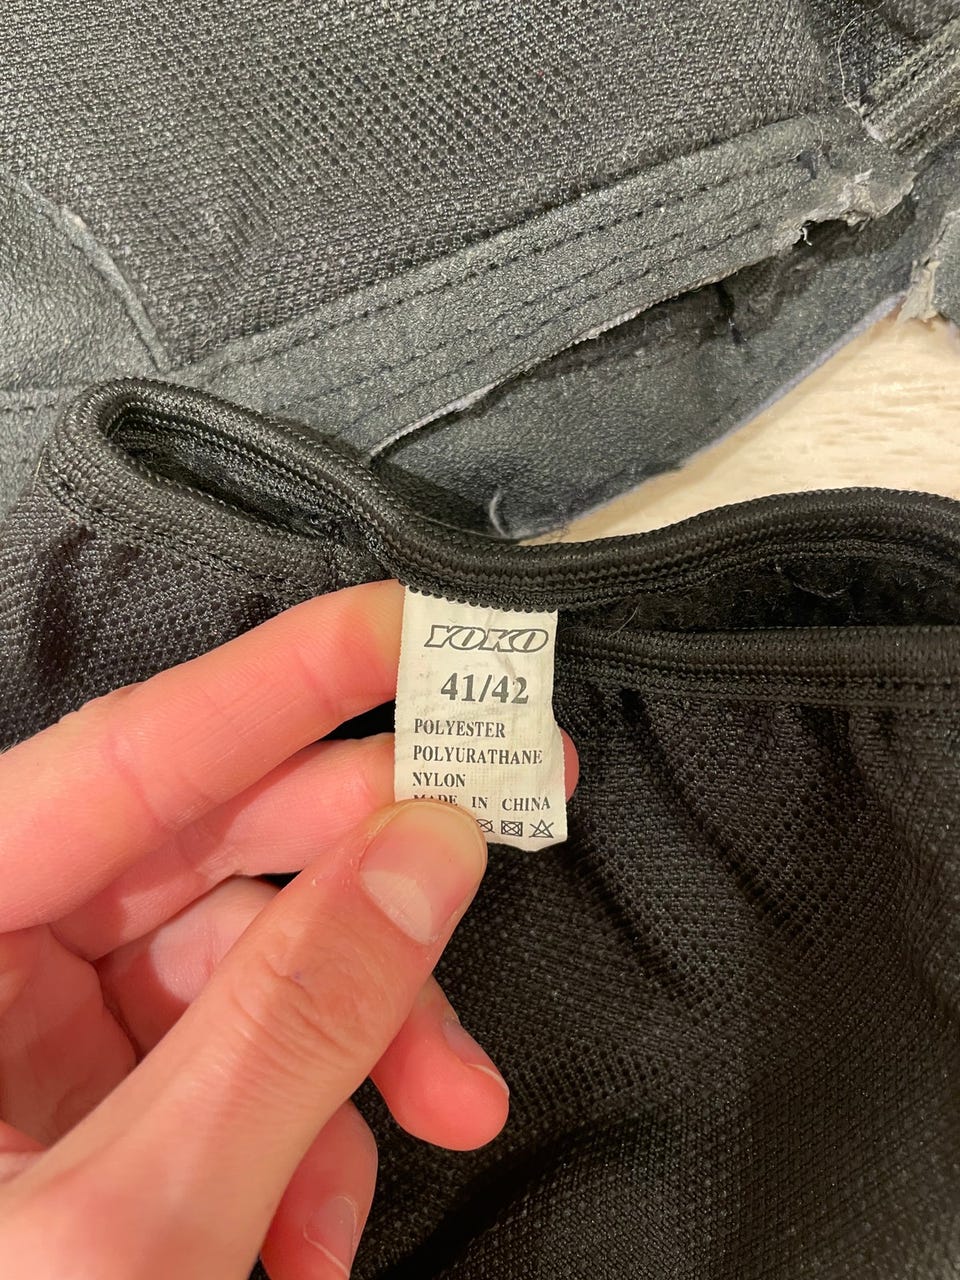 YOKO
41/42
POLYESTER
POLYURATHANE
NYLON
MADE IN CHINA